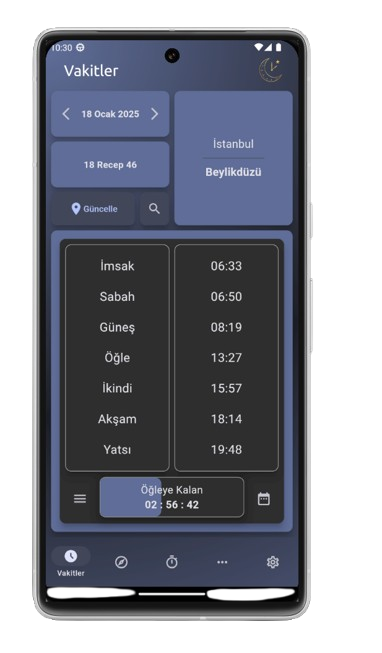 10:30
Vakitler
18 Ocak 2025
18 Recep 46
Güncelle
İstanbul
Beylikdüzü
İmsak 06:33
Sabah 06:50
Güneş 08:19
Öğle 13:27
İkindi 15:57
Akşam 18:14
Yatsı 19:48
Öğleye Kalan
02 : 56 : 42
Vakitler